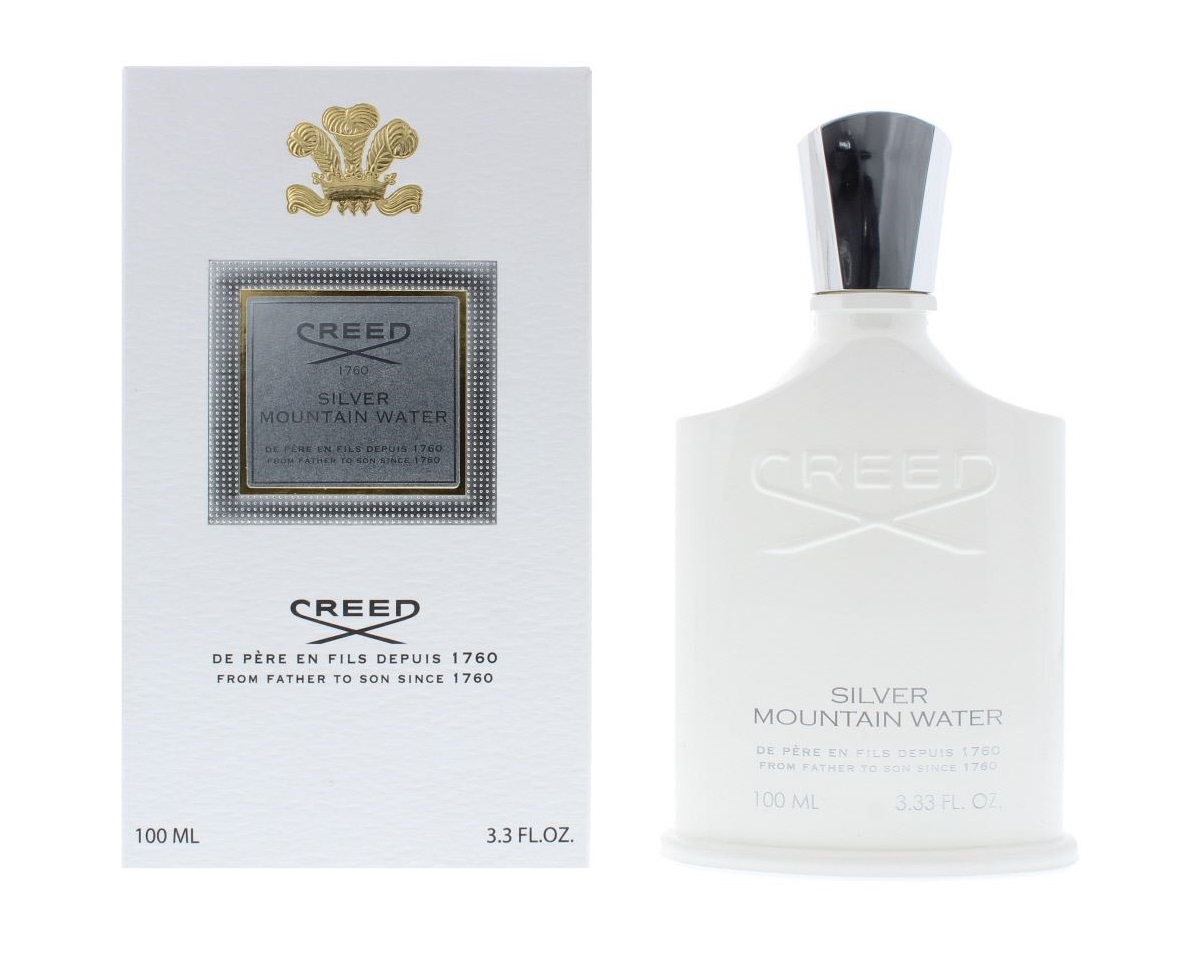 CREED
1760
SILVER
MOUNTAIN WATER
DE PÈRE EN FILS DEPUIS 1760
FROM FATHER TO SON SINCE 1760
CREED
DE PÈRE EN FILS DEPUIS 1760
FROM FATHER TO SON SINCE 1760
100 ML 3.3 FL.OZ.
CREED
SILVER
MOUNTAIN WATER
DE PÈRE EN FILS DEPUIS 1760
FROM FATHER TO SON SINCE 1760
100 ML 3.33 FL. OZ.